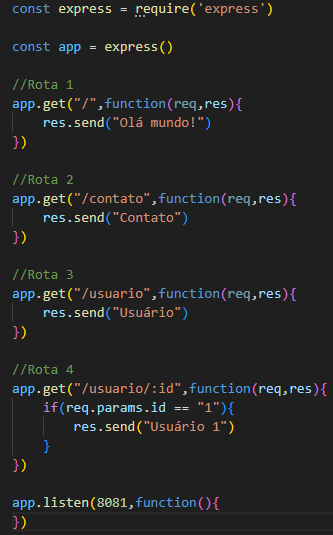 const express = require('express')
const app = express()
//Rota 1
app.get("/",function(req,res){
    res.send("Olá mundo!")
})
//Rota 2
app.get("/contato",function(req,res){
    res.send("Contato")
})
//Rota 3
app.get("/usuario",function(req,res){
    res.send("Usuário")
})
//Rota 4
app.get("/usuario/:id",function(req,res){
    if(req.params.id == "1"){
        res.send("Usuário 1")
    }
})
app.listen(8081,function(){
})